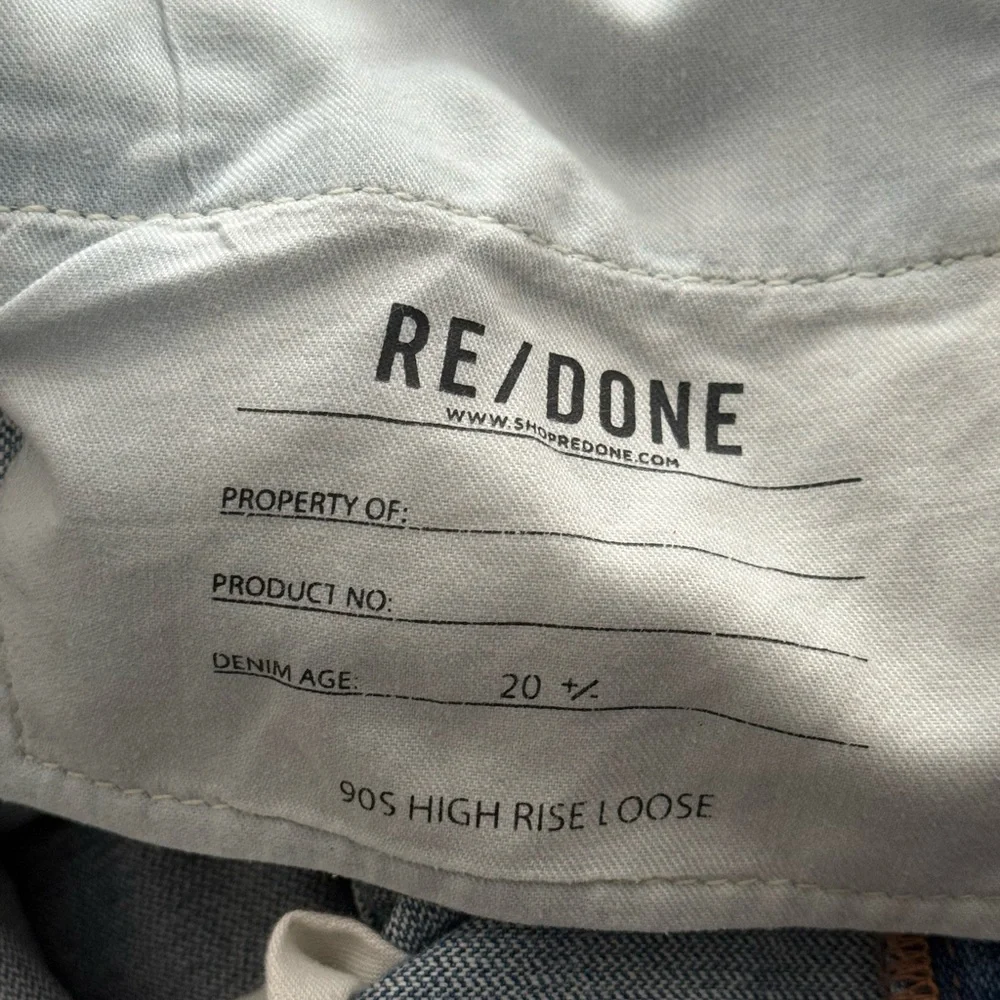 RE/DONE
WWW.SHOPREDONE.COM
PROPERTY OF:
PRODUCT NO:
DENIM AGE: 20 +/-
90S HIGH RISE LOOSE